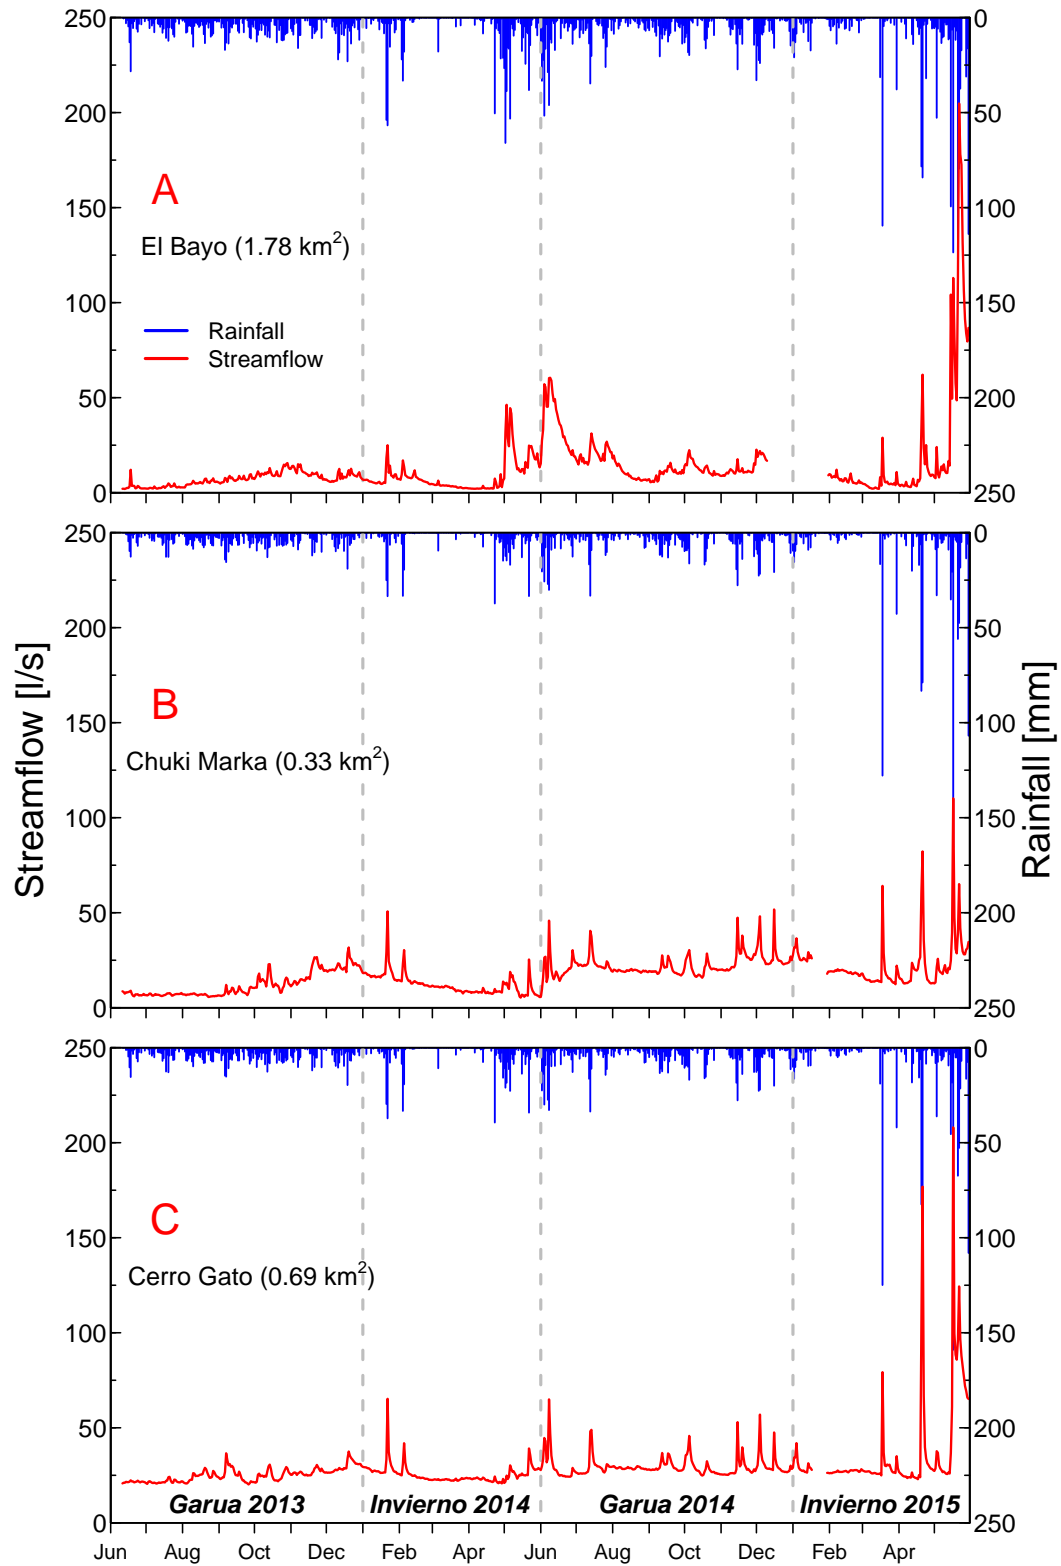 250 0
200 50
A
150 100
El Bayo (1.78 km²)
100 150
Rainfall
Streamflow
50 200
0 250
250 0
200 50
B
150 100
Chuki Marka (0.33 km²)
100 150
50 200
0 250
Streamflow [l/s]
Rainfall [mm]
250 0
200 50
C
150 100
Cerro Gato (0.69 km²)
100 150
50 200
Garua 2013 Invierno 2014 Garua 2014 Invierno 2015
0 250
Jun Aug Oct Dec Feb Apr Jun Aug Oct Dec Feb Apr